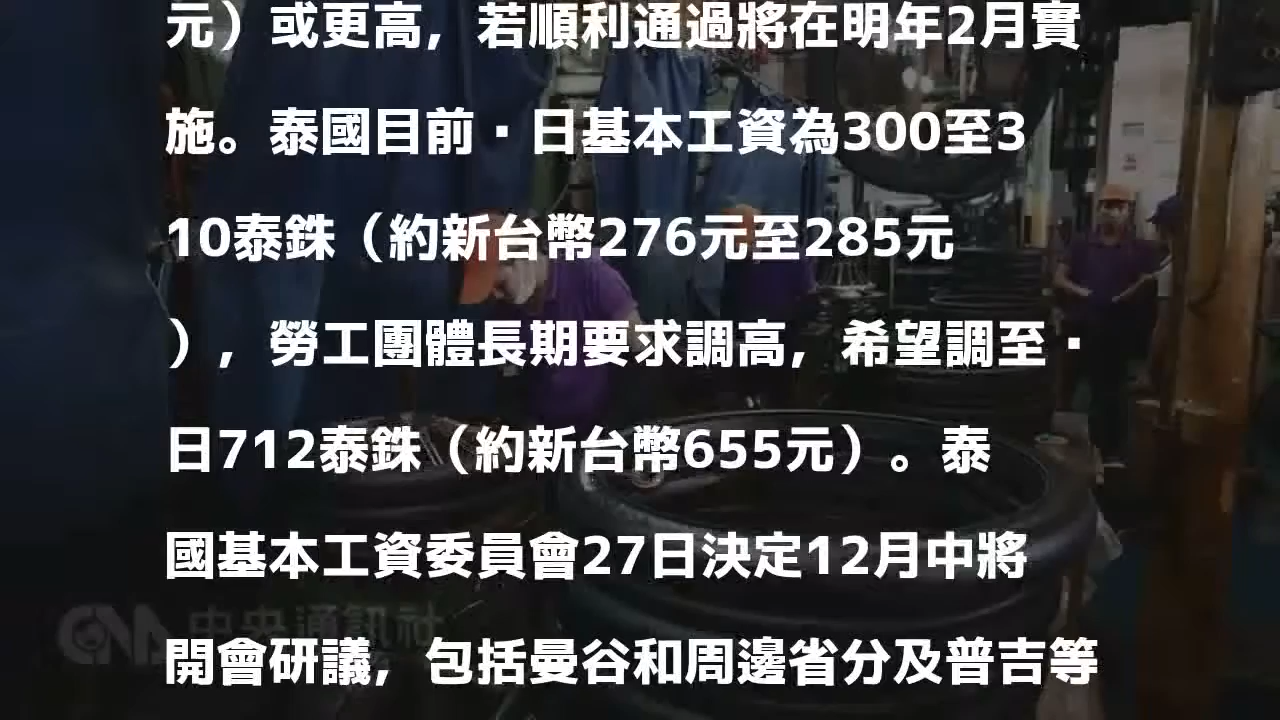 元）或更高，若順利通過將在明年2月實
施。泰國目前·日基本工資為300至3
10泰銖（約新台幣276元至285元
），勞工團體長期要求調高，希望調至·
日712泰銖（約新台幣655元）。泰
國基本工資委員會27日決定12月中將
開會研議，包括曼谷和周邊省分及普吉等
CNA 中央通訊社